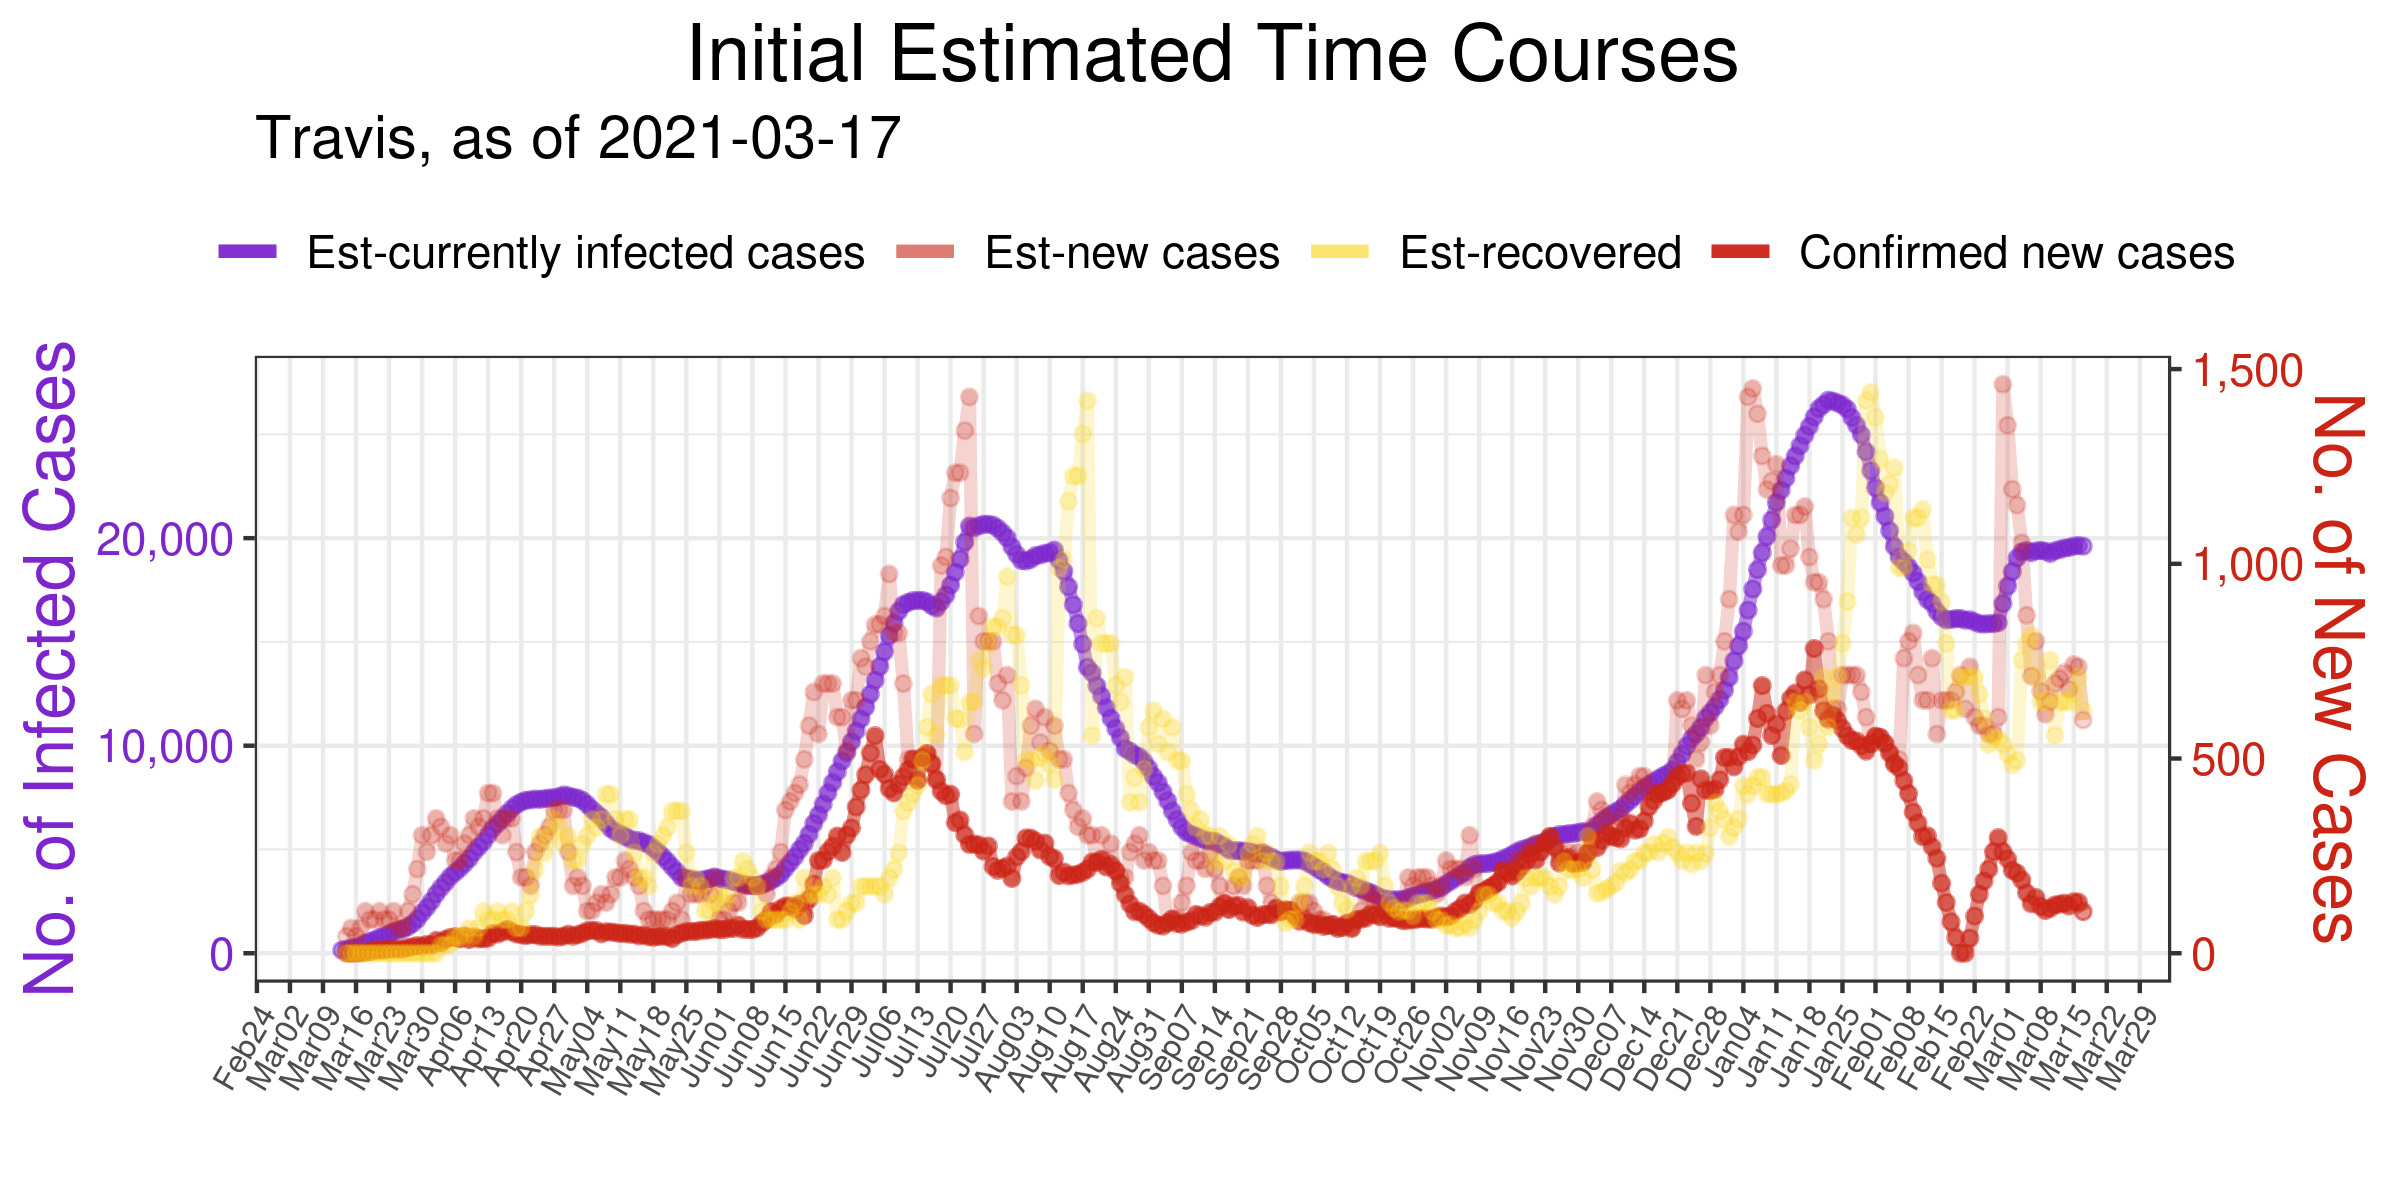 Initial Estimated Time Courses
Travis, as of 2021-03-17
Est-currently infected cases Est-new cases Est-recovered Confirmed new cases
No. of Infected Cases
20,000
10,000
0
1,500
1,000
500
0
No. of New Cases
Feb24 Mar02 Mar09 Mar16 Mar23 Mar30 Apr06 Apr13 Apr20 Apr27 May04 May11 May18 May25 Jun01 Jun08 Jun15 Jun22 Jun29 Jul06 Jul13 Jul20 Jul27 Aug03 Aug10 Aug17 Aug24 Aug31 Sep07 Sep14 Sep21 Sep28 Oct05 Oct12 Oct19 Oct26 Nov02 Nov09 Nov16 Nov23 Nov30 Dec07 Dec14 Dec21 Dec28 Jan04 Jan11 Jan18 Jan25 Feb01 Feb08 Feb15 Feb22 Mar01 Mar08 Mar15 Mar22 Mar29